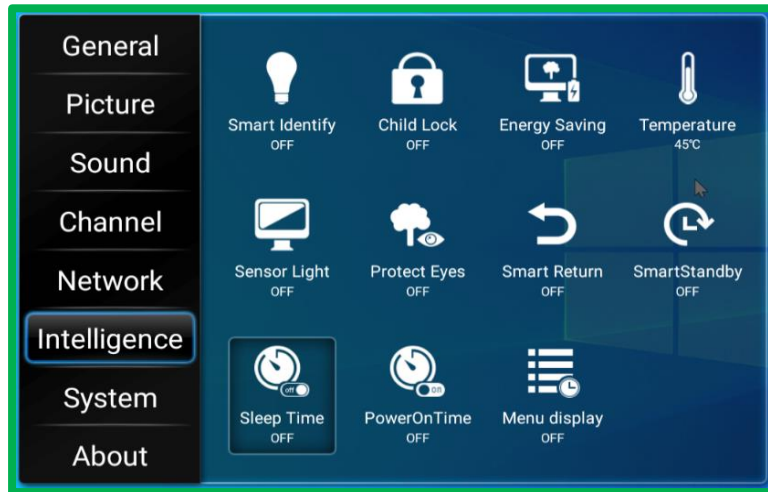 General
Picture
Sound
Channel
Network
Intelligence
System
About
Smart Identify
OFF
Child Lock
OFF
Energy Saving
OFF
Temperature
45℃
Sensor Light
OFF
Protect Eyes
OFF
Smart Return
OFF
SmartStandby
OFF
off
Sleep Time
OFF
on
PowerOnTime
OFF
Menu display
OFF